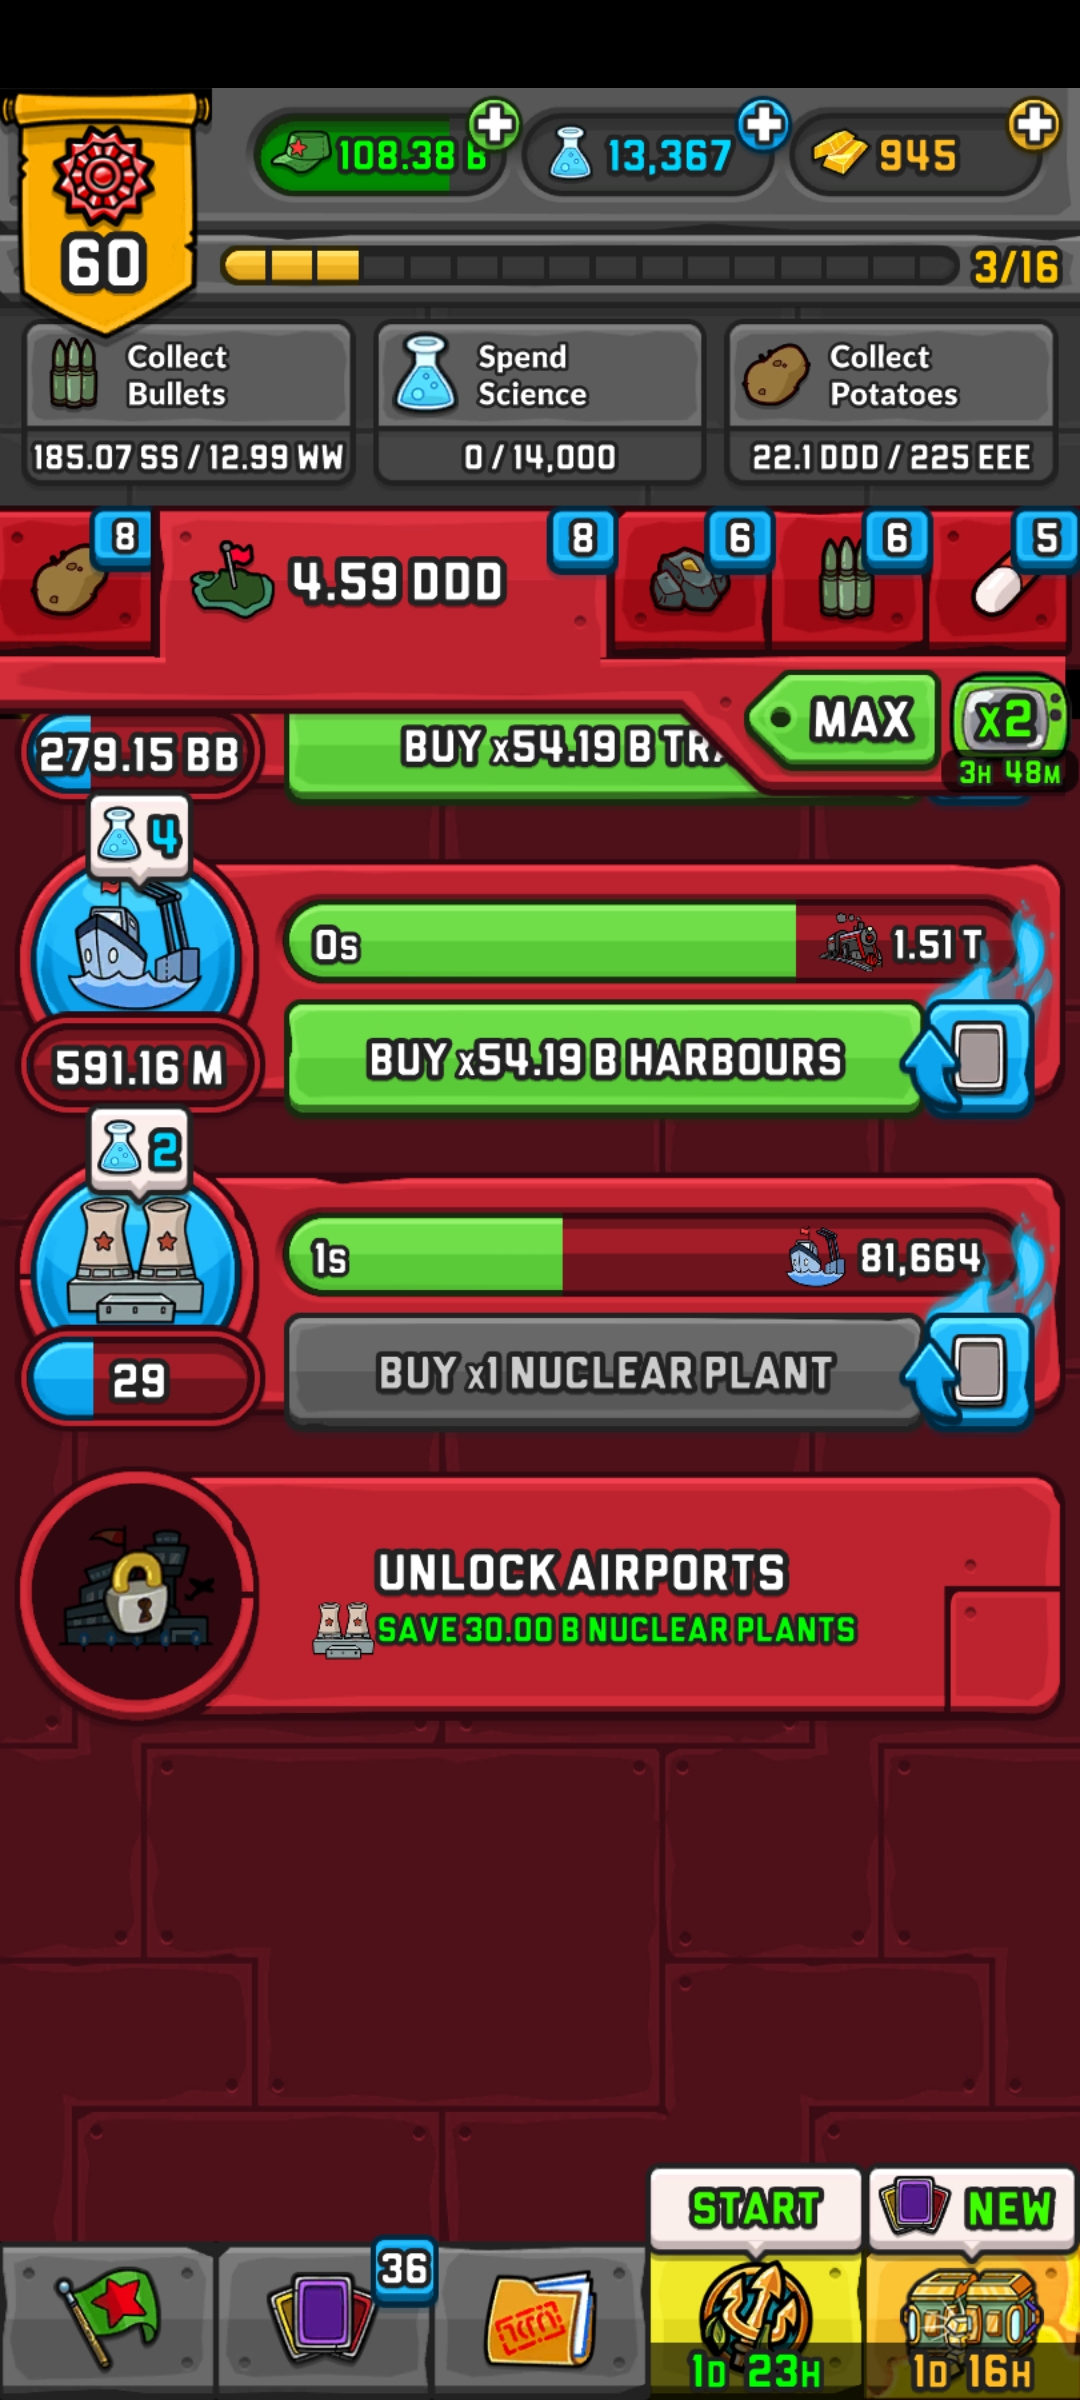 108.38 B
13,367
945
60
3/16
Collect
Bullets
185.07 SS / 12.99 WW
Spend
Science
0 / 14,000
Collect
Potatoes
22.1 DDD / 225 EEE
8
4.59 DDD
8
6
6
5
MAX
x2
3H 48M
279.15 BB
BUY x54.19 B
4
0s
1.51 T
591.16 M
BUY x54.19 B HARBOURS
2
1s
81,664
29
BUY x1 NUCLEAR PLANT
UNLOCK AIRPORTS
SAVE 30.00 B NUCLEAR PLANTS
START
NEW
36
1D 23H
1D 16H